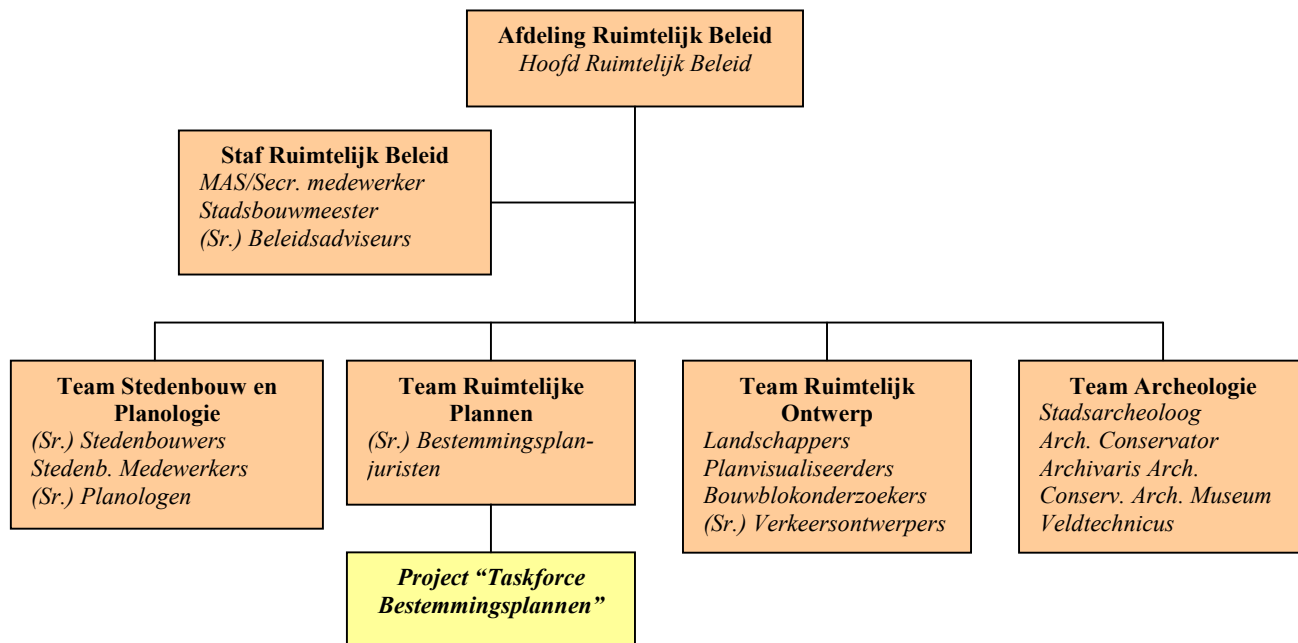 Afdeling Ruimtelijk Beleid
Hoofd Ruimtelijk Beleid
Staf Ruimtelijk Beleid
MAS/Secr. medewerker
Stadsbouwmeester
(Sr.) Beleidsadviseurs
Team Stedenbouw en
Planologie
(Sr.) Stedenbouwers
Stedenb. Medewerkers
(Sr.) Planologen
Team Ruimtelijke
Plannen
(Sr.) Bestemmingsplan-
juristen
Team Ruimtelijk
Ontwerp
Landschappers
Planvisualiseerders
Bouwblokonderzoekers
(Sr.) Verkeersontwerpers
Team Archeologie
Stadsarcheoloog
Arch. Conservator
Archivaris Arch.
Conserv. Arch. Museum
Veldtechnicus
Project “Taskforce
Bestemmingsplannen”